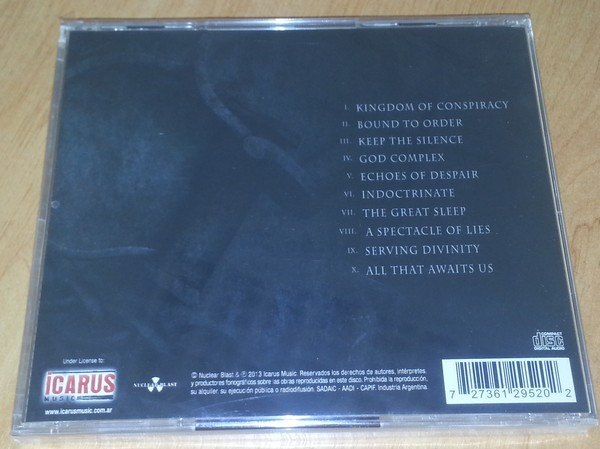 I. KINGDOM OF CONSPIRACY
II. BOUND TO ORDER
III. KEEP THE SILENCE
IV. GOD COMPLEX
V. ECHOES OF DESPAIR
VI. INDOCTRINATE
VII. THE GREAT SLEEP
VIII. A SPECTACLE OF LIES
IX. SERVING DIVINITY
X. ALL THAT AWAITS US
COMPACT
disc
DIGITAL AUDIO
Under License to:
ICARUS
MUSIC
www.icarusmusic.com.ar
NUCLEAR BLAST
© Nuclear Blast & ℗ 2013 Icarus Music. Reservados los derechos de autores, intérpretes.
y productores fonográficos sobre las obras reproducidas en este disco. Prohibida la reproducción,
su alquiler, su ejecución pública o radiodifusión. SADAIC - AADI - CAPIF. Industria Argentina.
7 27361 29520 2